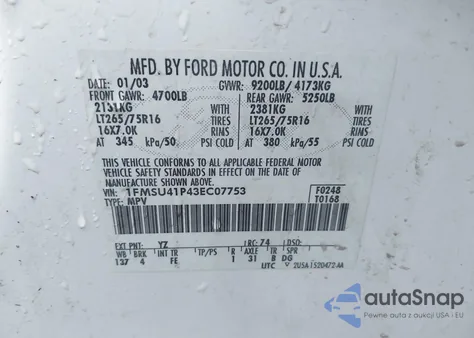 MFD. BY FORD MOTOR CO. IN U.S.A.
DATE 01/03 GVWR: 9200LB/ 4173KG
FRONT GAWR: 4700LB REAR GAWR: 5250LB
2131KG WITH 2381KG WITH
LT265/75R16 TIRES LT265/75R16 TIRES
16X7.0K RIMS 16X7.0K RIMS
AT 345 kPa/50 PSI COLD AT 380 kPa/55 PSI COLD
THIS VEHICLE CONFORMS TO ALL APPLICABLE FEDERAL MOTOR
VEHICLE SAFETY STANDARDS IN EFFECT ON THE DATE OF
MANUFACTURE SHOWN ABOVE.
VIN: 1FMSU41P43EC07753 F0248
TYPE: MPV T0168
EXT PNT: YZ RC: 74 DSO:
WB BRK INT TR TP/PS R AXLE TR SPR
137 4 FE 1 31 B DG
UTC
autoSnap
Pewne auta z aukcji USA - EU